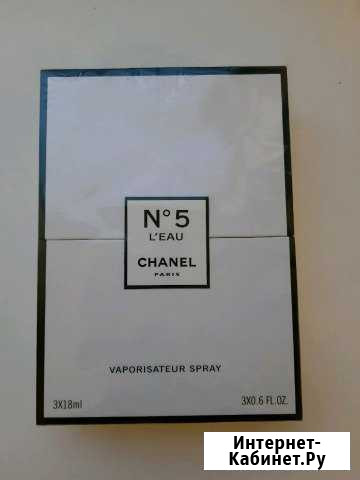 N°5
L'EAU
CHANEL
PARIS
VAPORISATEUR SPRAY
3X18ml 3X0.6 FL.OZ.
Интернет-
Кабинет.Ру